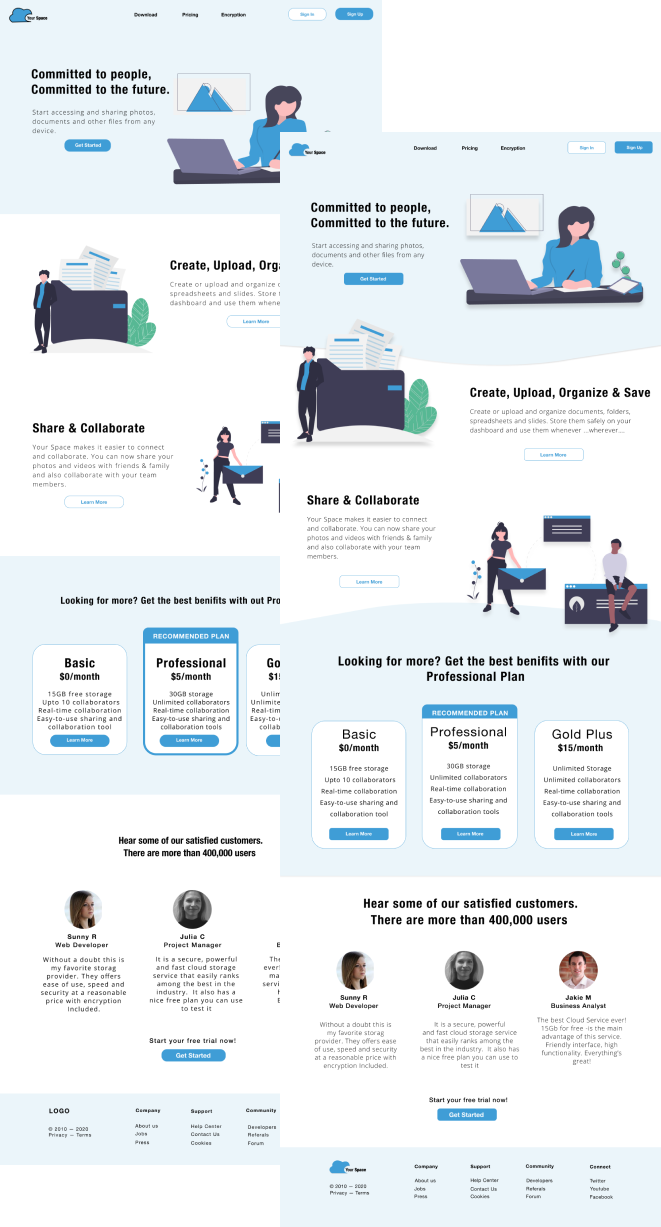 Your Space
Download
Pricing
Encryption
Sign In
Sign Up
Committed to people,
Committed to the future.
Start accessing and sharing photos,
documents and other files from any
device.
Get Started
Create, Upload,
Create or upload and organize
spreadsheets and slides. Store
dashboard and use them
Learn More
Share & Collaborate
Your Space makes it easier to connect
and collaborate. You can now share your
photos and videos with friends & family
and also collaborate with your team
members.
Learn More
Looking for more? Get the best benifits with out
Basic
$0/month
15GB free storage
Upto 10 collaborators
Real-time collaboration
Easy-to-use sharing and
collaboration tool
Learn More
RECOMMENDED PLAN
Professional
$5/month
30GB storage
Unlimited collaborators
Real-time collaboration
Easy-to-use sharing and
collaboration tools
Learn More
Hear some of our satisfied customers.
There are more than 400,000 users
Sunny R
Web Developer
Without a doubt this is
my favorite storag
provider. They offers
ease of use, speed and
security at a reasonable
price with encryption
Included.
Julia C
Project Manager
It is a secure, powerful
and fast cloud storage
service that easily ranks
among the best in the
industry. It also has a
nice free plan you can use
to test it
Start your free trial now!
Get Started
LOGO
© 2010 — 2020
Privacy — Terms
Company
About us
Jobs
Press
Support
Help Center
Contact Us
Cookies
Community
Developers
Referals
Forum
Your Space
Download
Pricing
Encryption
Sign In
Sign Up
Committed to people,
Committed to the future.
Start accessing and sharing photos,
documents and other files from any
device.
Get Started
Create, Upload, Organize & Save
Create or upload and organize documents, folders,
spreadsheets and slides. Store them safely on your
dashboard and use them whenever ...wherever....
Learn More
Share & Collaborate
Your Space makes it easier to connect
and collaborate. You can now share your
photos and videos with friends & family
and also collaborate with your team
members.
Learn More
Looking for more? Get the best benifits with our
Professional Plan
Basic
$0/month
15GB free storage
Upto 10 collaborators
Real-time collaboration
Easy-to-use sharing and
collaboration tool
Learn More
RECOMMENDED PLAN
Professional
$5/month
30GB storage
Unlimited collaborators
Real-time collaboration
Easy-to-use sharing and
collaboration tools
Learn More
Gold Plus
$15/month
Unlimited Storage
Unlimited collaborators
Real-time collaboration
Easy-to-use sharing and
collaboration tools
Learn More
Hear some of our satisfied customers.
There are more than 400,000 users
Sunny R
Web Developer
Without a doubt this is
my favorite storag
provider. They offers ease
of use, speed and security
at a reasonable price with
encryption Included.
Julia C
Project Manager
It is a secure, powerful
and fast cloud storage service
that easily ranks among the
best in the industry. It also has
a nice free plan you can use to
test it
Jakie M
Business Analyst
The best Cloud Service ever!
15Gb for free -is the main
advantage of this service.
Friendly interface, high
functionality. Everything's
great!
Start your free trial now!
Get Started
Your Space
© 2010 — 2020
Privacy — Terms
Company
About us
Jobs
Press
Support
Help Center
Contact Us
Cookies
Community
Developers
Referals
Forum
Connect
Twitter
Youtube
Facebook